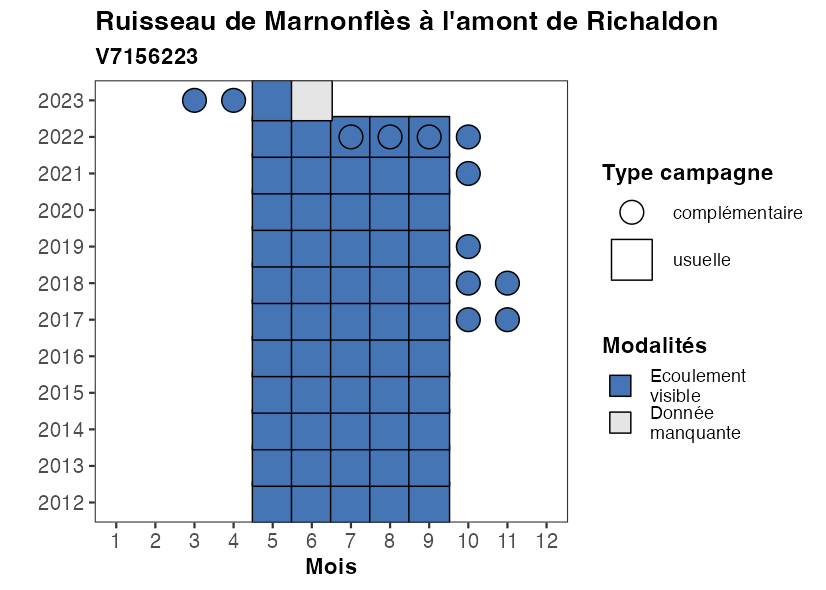 Ruisseau de Marnonflès à l'amont de Richaldon
V7156223
2023
2022
2021
2020
2019
2018
2017
2016
2015
2014
2013
2012
1 2 3 4 5 6 7 8 9 10 11 12
Mois
Type campagne
complémentaire
usuelle
Modalités
Ecoulement
visible
Donnée
manquante